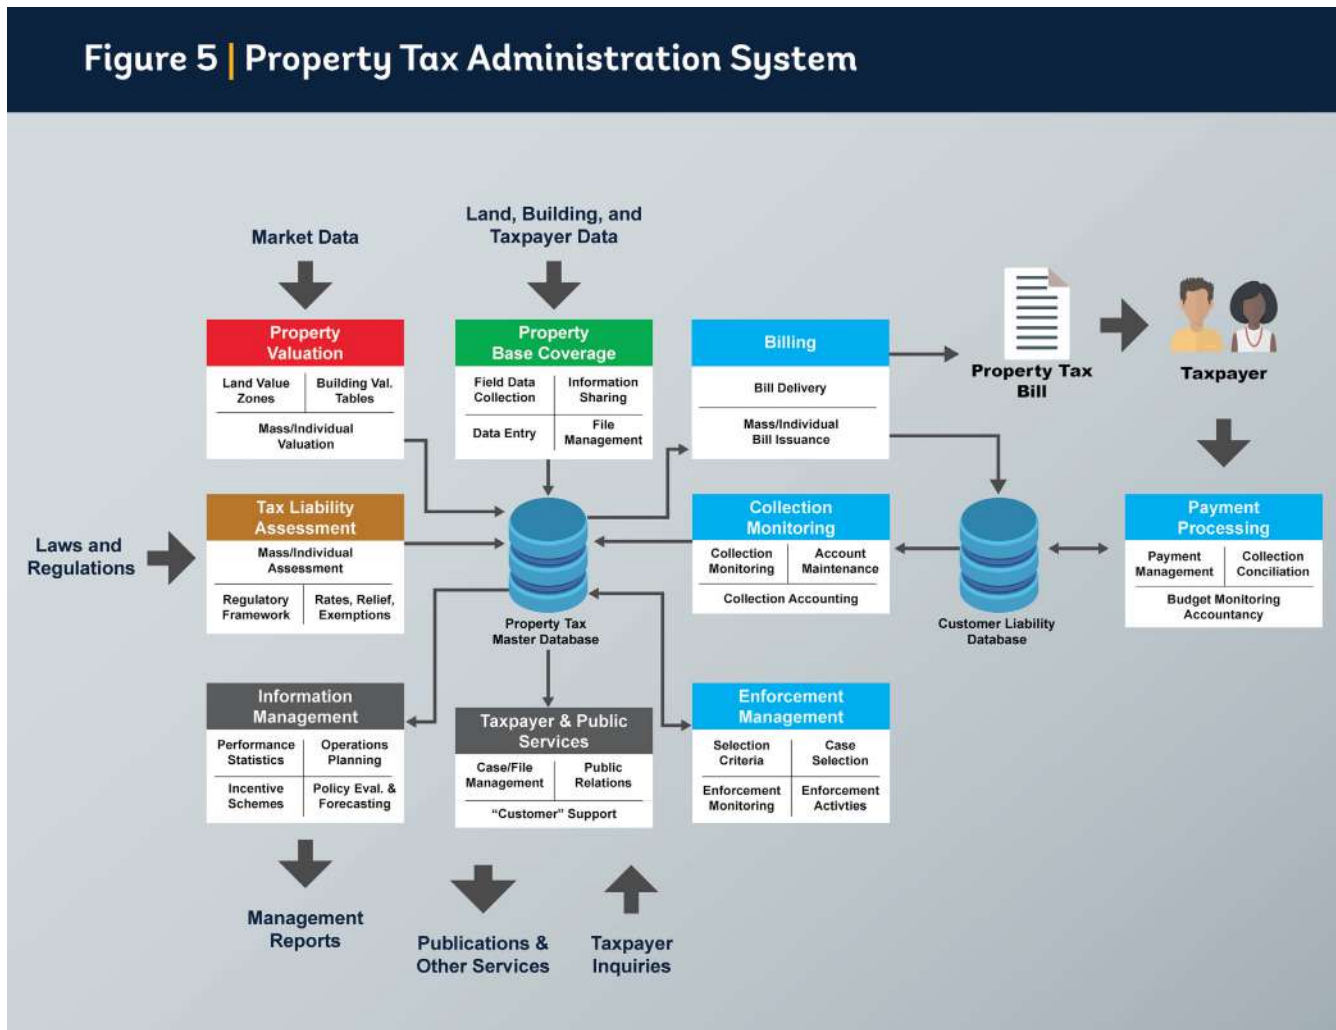 Figure 5 | Property Tax Administration System
Market Data
Land, Building, and
Taxpayer Data
Property
Valuation
Land Value
Zones
Building Val.
Tables
Mass/Individual
Valuation
Property
Base Coverage
Field Data
Collection
Information
Sharing
Data Entry
File
Management
Billing
Bill Delivery
Mass/Individual
Bill Issuance
Property Tax
Bill
Taxpayer
Laws and
Regulations
Tax Liability
Assessment
Mass/Individual
Assessment
Regulatory
Framework
Rates, Relief,
Exemptions
Property Tax
Master Database
Collection
Monitoring
Collection
Monitoring
Account
Maintenance
Collection Accounting
Customer Liability
Database
Payment
Processing
Payment
Management
Collection
Conciliation
Budget Monitoring
Accountancy
Information
Management
Performance
Statistics
Operations
Planning
Incentive
Schemes
Policy Eval. &
Forecasting
Taxpayer & Public
Services
Case/File
Management
Public
Relations
“Customer” Support
Enforcement
Management
Selection
Criteria
Case
Selection
Enforcement
Monitoring
Enforcement
Activties
Management
Reports
Publications &
Other Services
Taxpayer
Inquiries